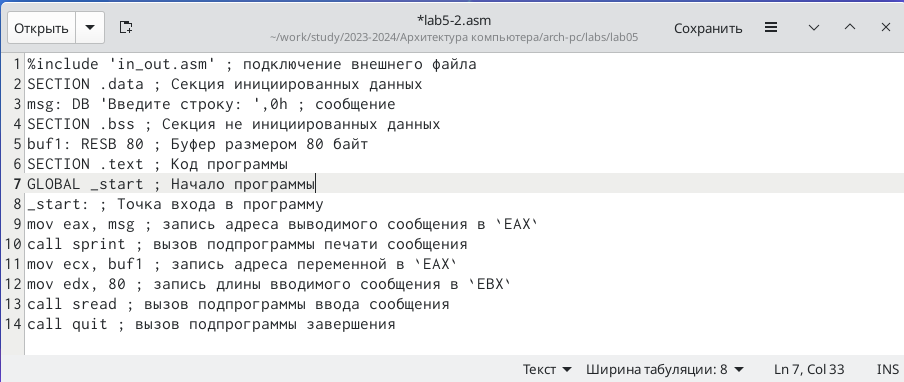 Открыть *lab5-2.asm Сохранить
~/work/study/2023-2024/Архитектура компьютера/arch-pc/labs/lab05
1 %include 'in_out.asm' ; подключение внешнего файла
2 SECTION .data ; Секция инициированных данных
3 msg: DB 'Введите строку: ',0h ; сообщение
4 SECTION .bss ; Секция не инициированных данных
5 buf1: RESB 80 ; Буфер размером 80 байт
6 SECTION .text ; Код программы
7 GLOBAL _start ; Начало программы
8 _start: ; Точка входа в программу
9 mov eax, msg ; запись адреса выводимого сообщения в `EAX`
10 call sprint ; вызов подпрограммы печати сообщения
11 mov ecx, buf1 ; запись адреса переменной в `EAX`
12 mov edx, 80 ; запись длины вводимого сообщения в `EBX`
13 call sread ; вызов подпрограммы ввода сообщения
14 call quit ; вызов подпрограммы завершения
Текст Ширина табуляции: 8 Ln 7, Col 33 INS